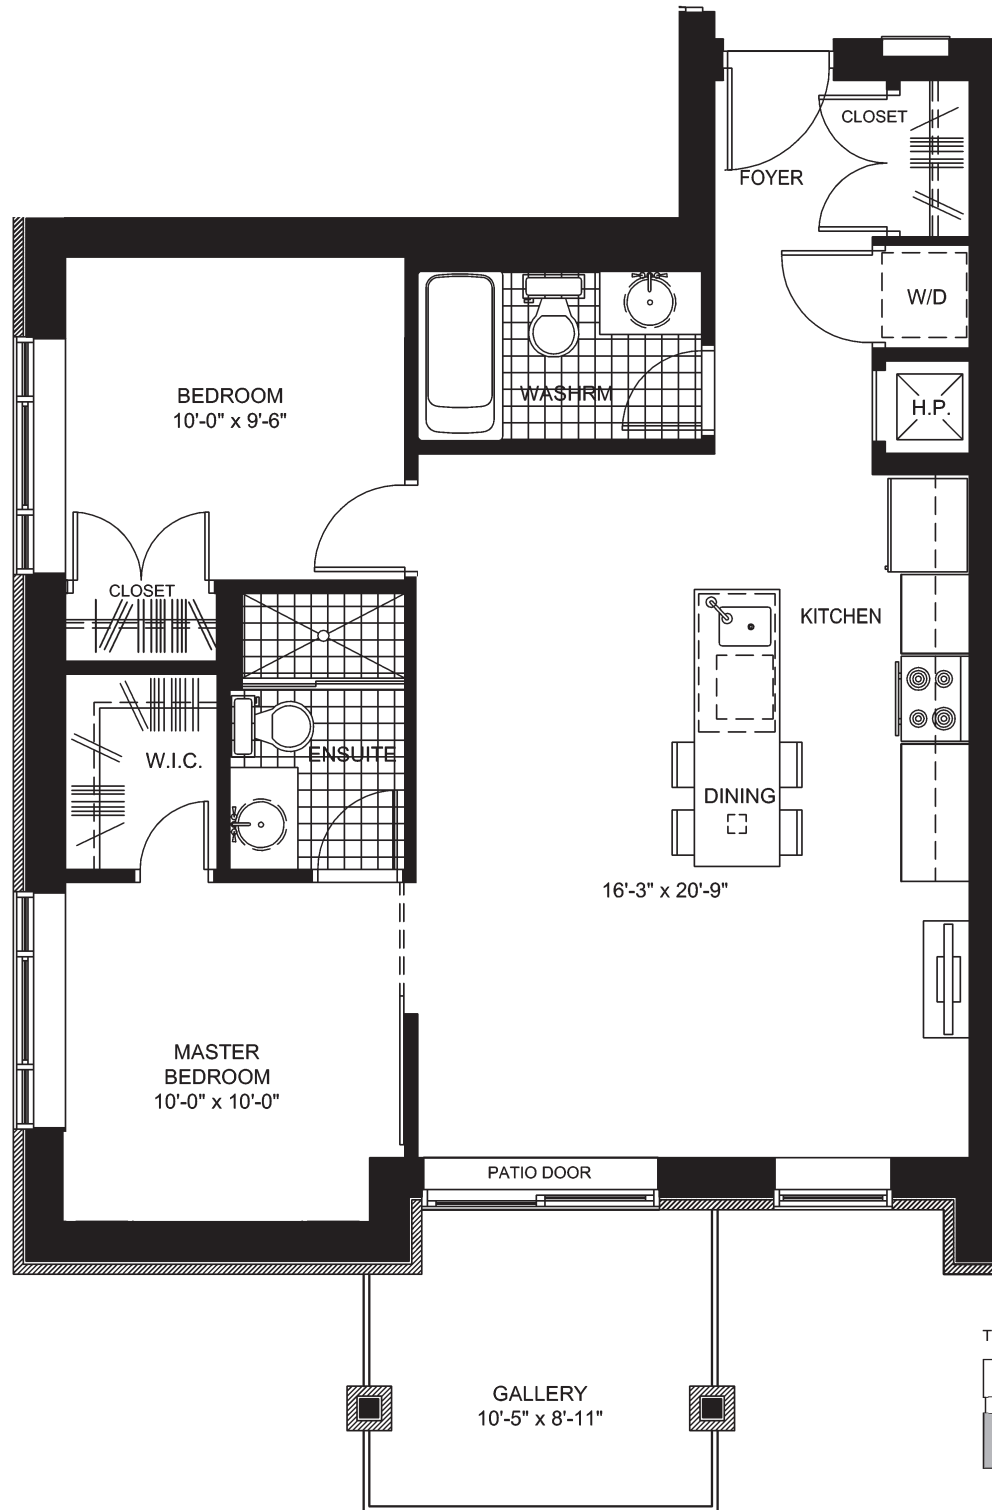 CLOSET
FOYER
W/D
BEDROOM
10'-0" x 9'-6"
WASHRM
H.P.
CLOSET
KITCHEN
W.I.C.
ENSUITE
DINING
16'-3" x 20'-9"
MASTER
BEDROOM
10'-0" x 10'-0"
PATIO DOOR
GALLERY
10'-5" x 8'-11"